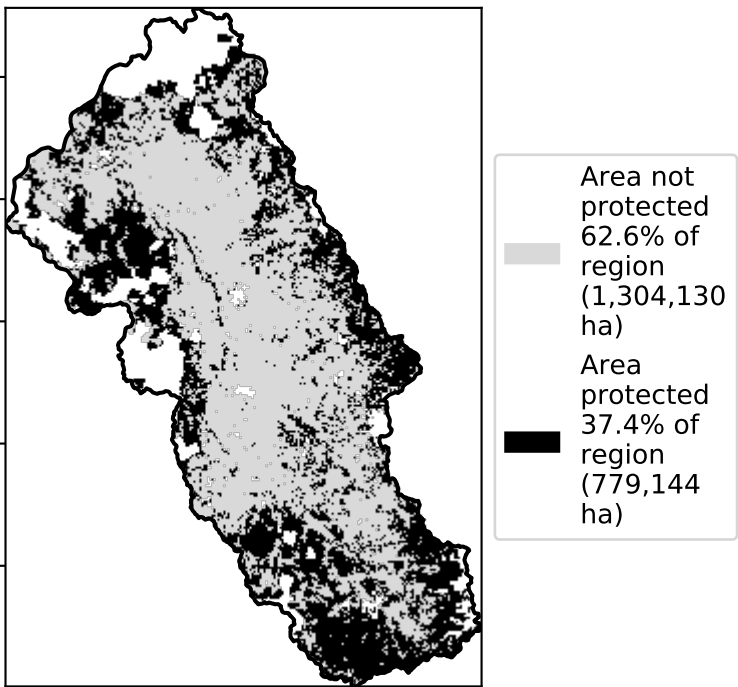 Area not
protected
62.6% of
region
(1,304,130
ha)
Area
protected
37.4% of
region
(779,144
ha)